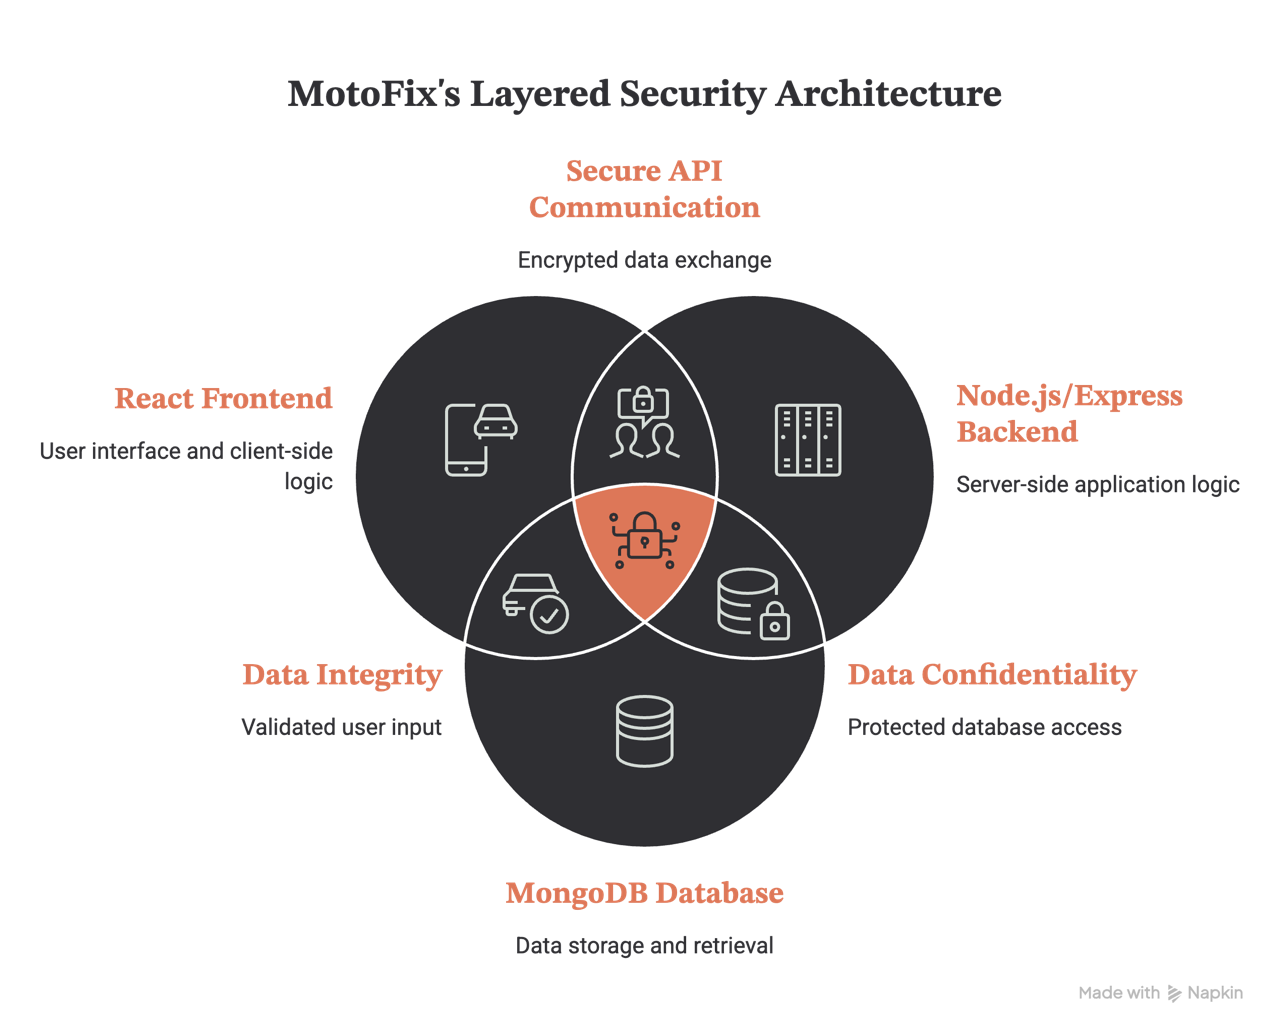 MotoFix's Layered Security Architecture
Secure API
Communication
Encrypted data exchange
React Frontend
User interface and client-side
logic
Node.js/Express
Backend
Server-side application logic
Data Integrity
Validated user input
Data Confidentiality
Protected database access
MongoDB Database
Data storage and retrieval
Made with Napkin